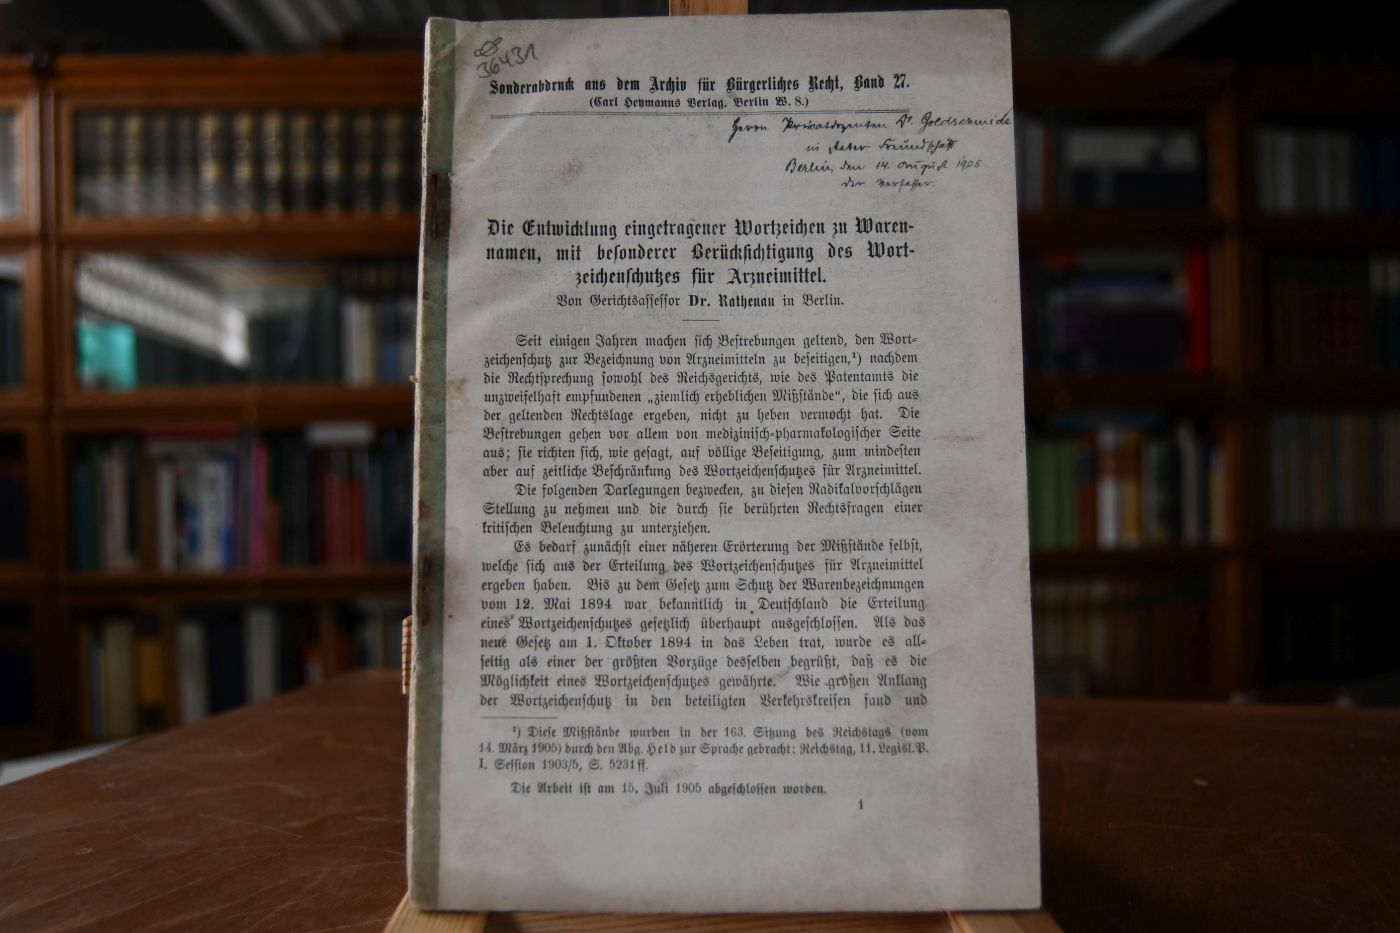 36431
Sonderabdruck aus dem Archiv für Bürgerliches Recht, Band 27.
(Carl Heymanns Verlag, Berlin W. 8.)
Herrn Privatdozenten Dr. Goldschmidt
in Freundschaft
Berlin, den 14. August 1905
der Verfasser.
Die Entwicklung eingetragener Wortzeichen zu Waren-
namen, mit besonderer Berücksichtigung des Wort-
zeichenschutzes für Arzneimittel.
Von Gerichtsassessor Dr. Rathenau in Berlin.
Seit einigen Jahren machen sich Bestrebungen geltend, den Wort-
zeichenschutz zur Bezeichnung von Arzneimitteln zu beseitigen,¹) nachdem
die Rechtsprechung sowohl des Reichsgerichts, wie des Patentamts die
unzweifelhaft empfundenen „ziemlich erheblichen Mißstände“, die sich aus
der geltenden Rechtslage ergeben, nicht zu heben vermocht hat. Die
Bestrebungen gehen vor allem von medizinisch-pharmakologischer Seite
aus; sie richten sich, wie gesagt, auf völlige Beseitigung, zum mindesten
aber auf zeitliche Beschränkung des Wortzeichenschutzes für Arzneimittel.
Die folgenden Darlegungen bezwecken, zu diesen Radikalvorschlägen
Stellung zu nehmen und die durch sie berührten Rechtsfragen einer
kritischen Beleuchtung zu unterziehen.
Es bedarf zunächst einer näheren Erörterung der Mißstände selbst,
welche sich aus der Erteilung des Wortzeichenschutzes für Arzneimittel
ergeben haben. Bis zu dem Gesetz zum Schutz der Warenbezeichnungen
vom 12. Mai 1894 war bekanntlich in Deutschland die Erteilung
eines Wortzeichenschutzes gesetzlich überhaupt ausgeschlossen. Als das
neue Gesetz am 1. Oktober 1894 in das Leben trat, wurde es all-
seitig als einer der größten Vorzüge desselben begrüßt, daß es die
Möglichkeit eines Wortzeichenschutzes gewährte. Wie großen Anklang
der Wortzeichenschutz in den beteiligten Verkehrskreisen fand und
¹) Diese Mißstände wurden in der 163. Sitzung des Reichstags (vom
14. März 1905) durch den Abg. Held zur Sprache gebracht: Reichstag, 11. Legisl.P.
I. Session 1903/5, S. 5231 ff.
Die Arbeit ist am 15. Juli 1905 abgeschlossen worden.
1